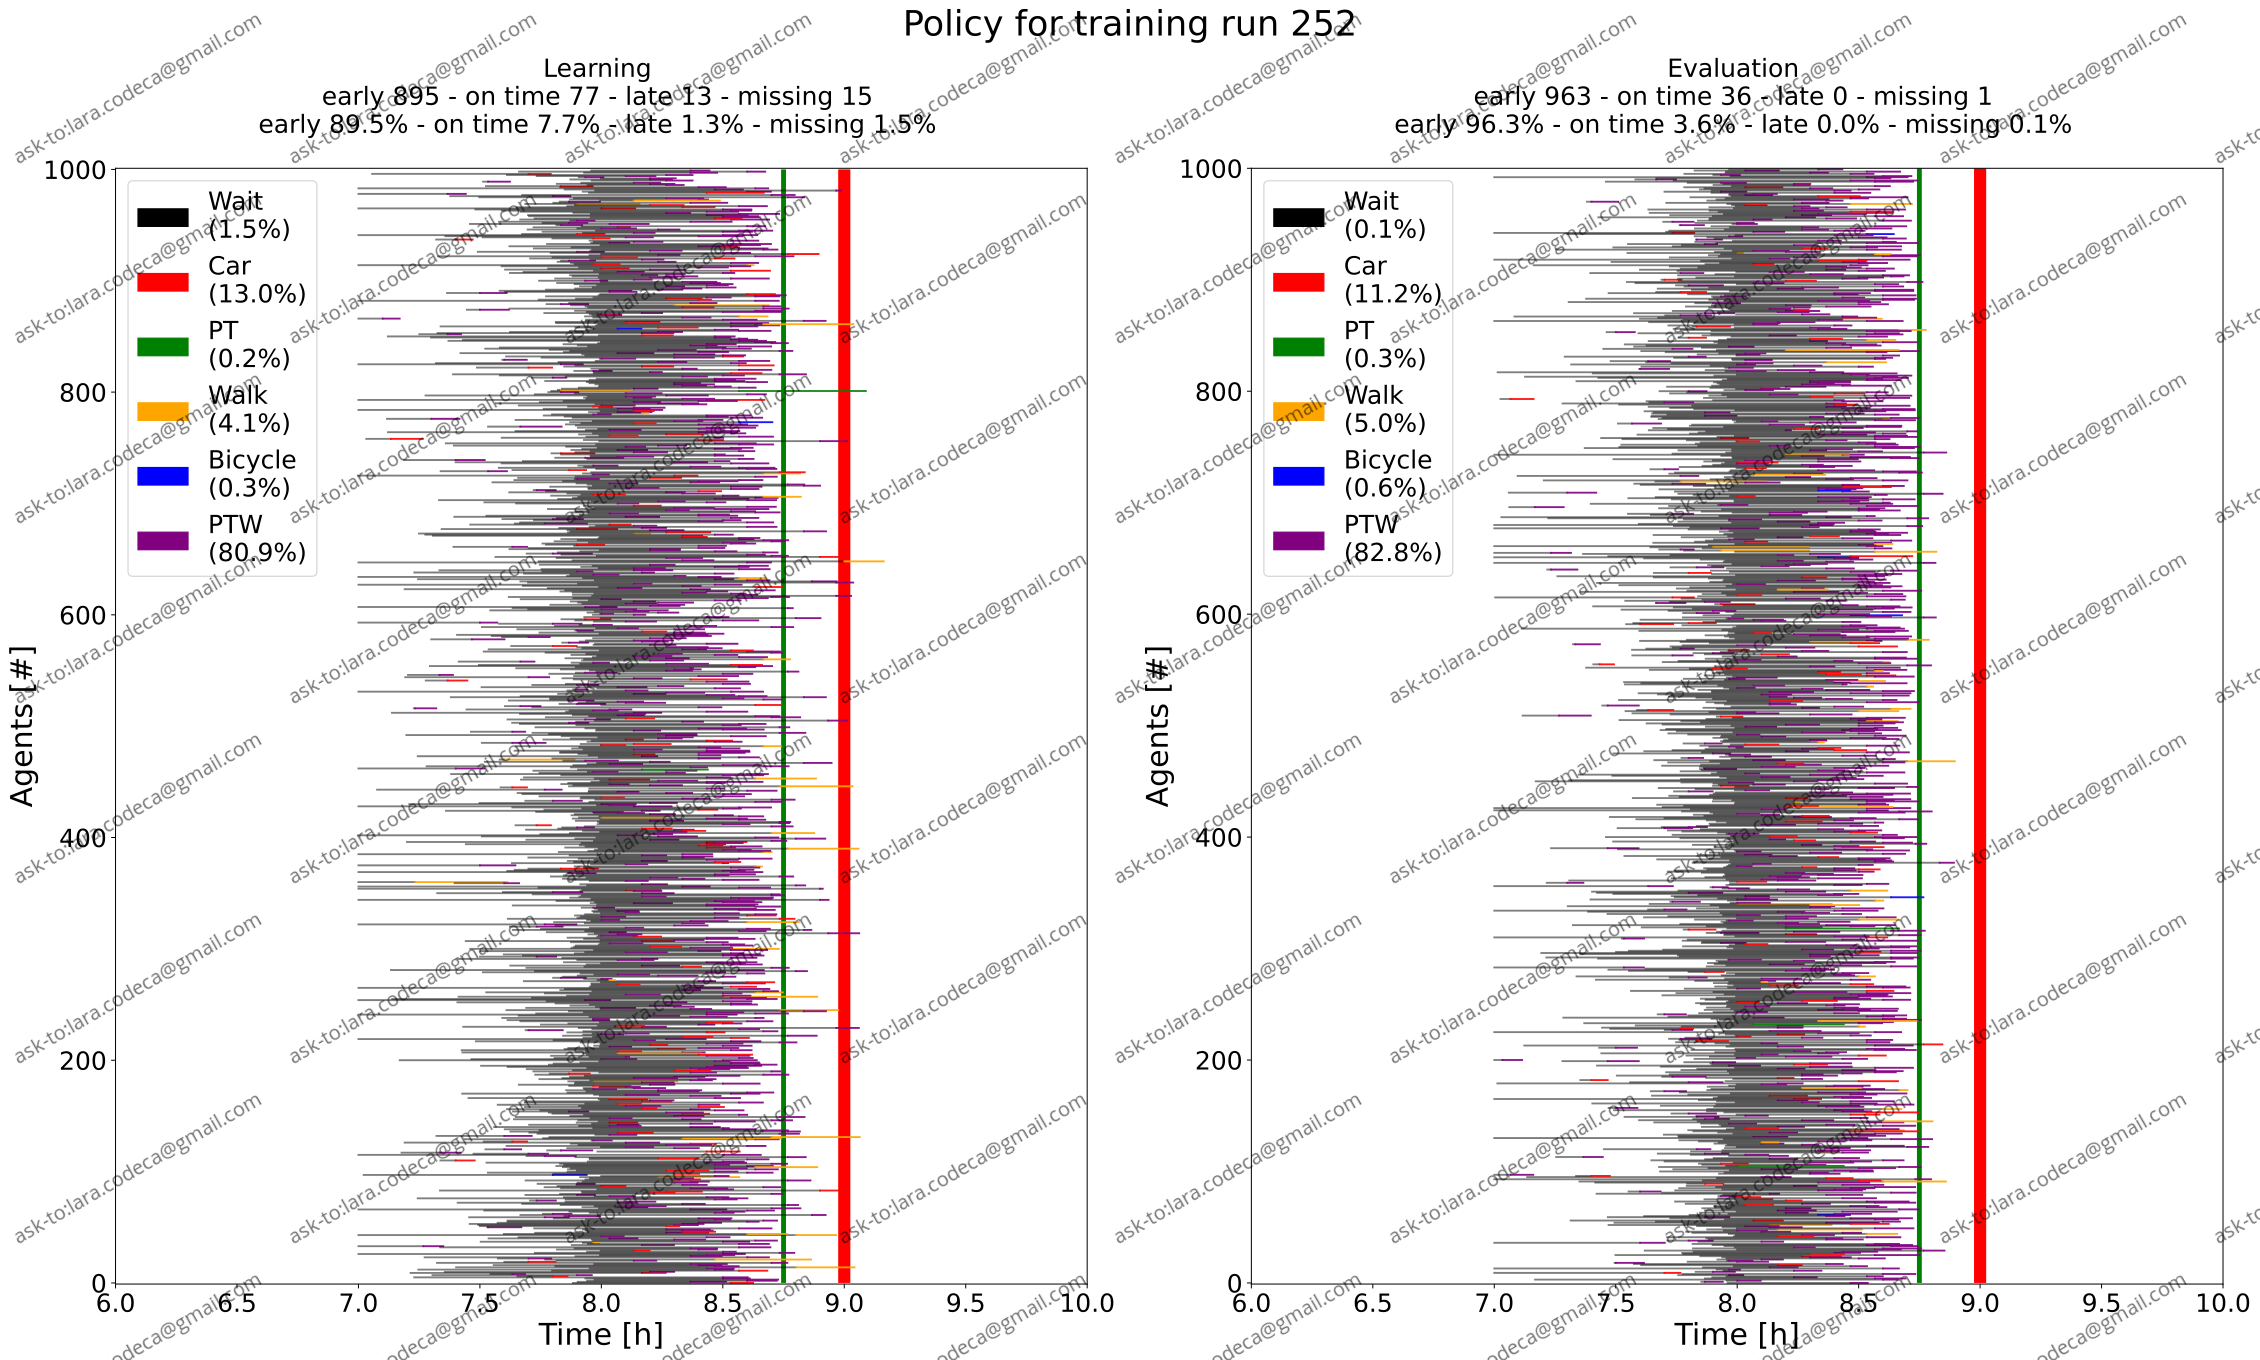 Policy for training run 252
Learning
early 895 - on time 77 - late 13 - missing 15
early 89.5% - on time 7.7% - late 1.3% - missing 1.5%
Agents [#]
1000
800
600
400
200
0
Wait
(1.5%)
Car
(13.0%)
PT
(0.2%)
Walk
(4.1%)
Bicycle
(0.3%)
PTW
(80.9%)
6.0 6.5 7.0 7.5 8.0 8.5 9.0 9.5 10.0
Time [h]
Evaluation
early 963 - on time 36 - late 0 - missing 1
early 96.3% - on time 3.6% - late 0.0% - missing 0.1%
Agents [#]
1000
800
600
400
200
0
Wait
(0.1%)
Car
(11.2%)
PT
(0.3%)
Walk
(5.0%)
Bicycle
(0.6%)
PTW
(82.8%)
6.0 6.5 7.0 7.5 8.0 8.5 9.0 9.5 10.0
Time [h]
ask-to:lara.codeca@gmail.com